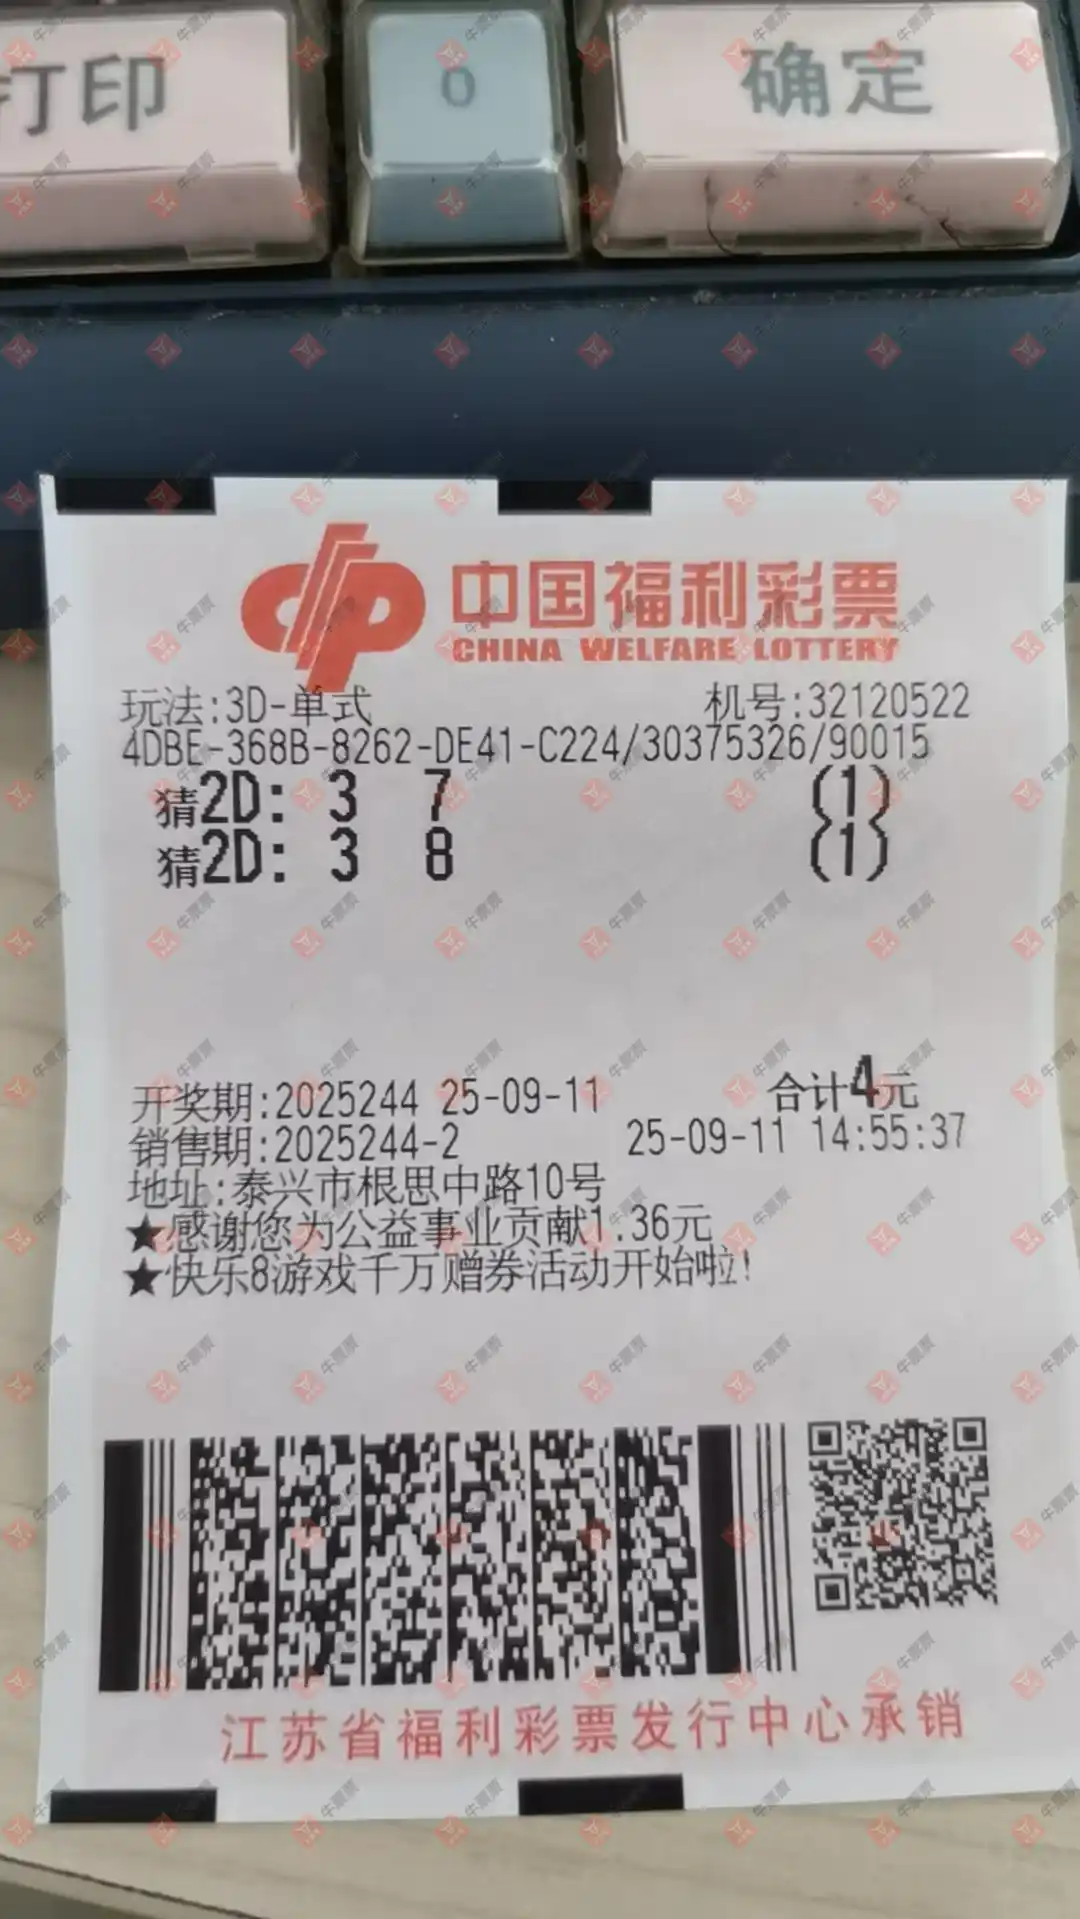 打印
0
确定
中国福利彩票
CHINA WELFARE LOTTERY
玩法:3D-单式 机号:32120522
4DBE-368B-8262-DE41-C224/30375326/90015
猜2D: 3 7 (1)
猜2D: 3 8 (1)
开奖期:2025244 25-09-11 合计4元
销售期:2025244-2 25-09-11 14:55:37
地址:泰兴市根思中路10号
★感谢您为公益事业贡献1.36元
★快乐8游戏千万赠券活动开始啦!
江苏省福利彩票发行中心承销
牛票票